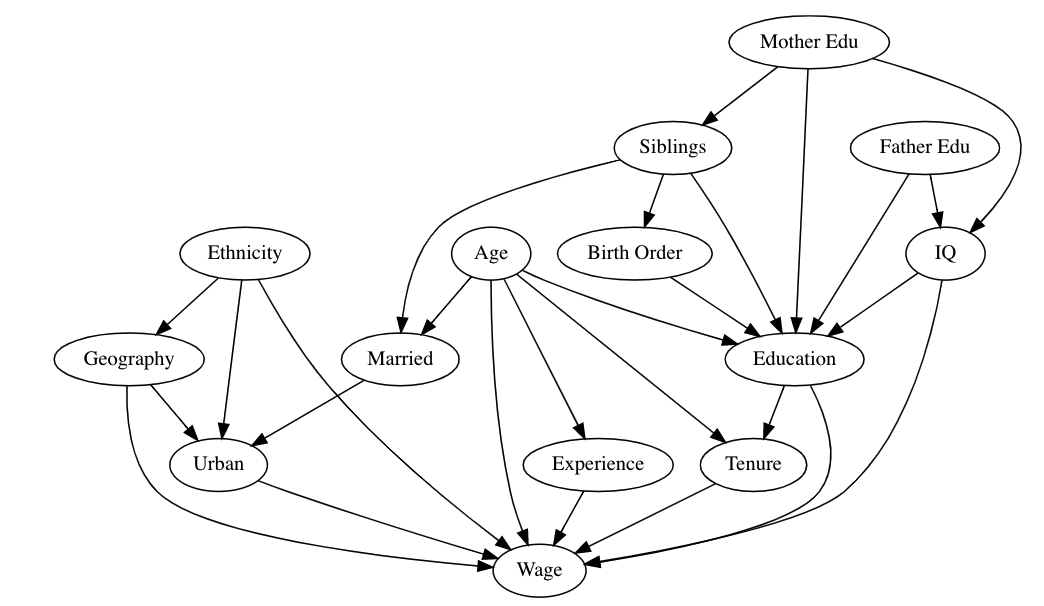 Mother Edu
Siblings
Father Edu
Ethnicity
Age
Birth Order
IQ
Geography
Married
Education
Urban
Experience
Tenure
Wage